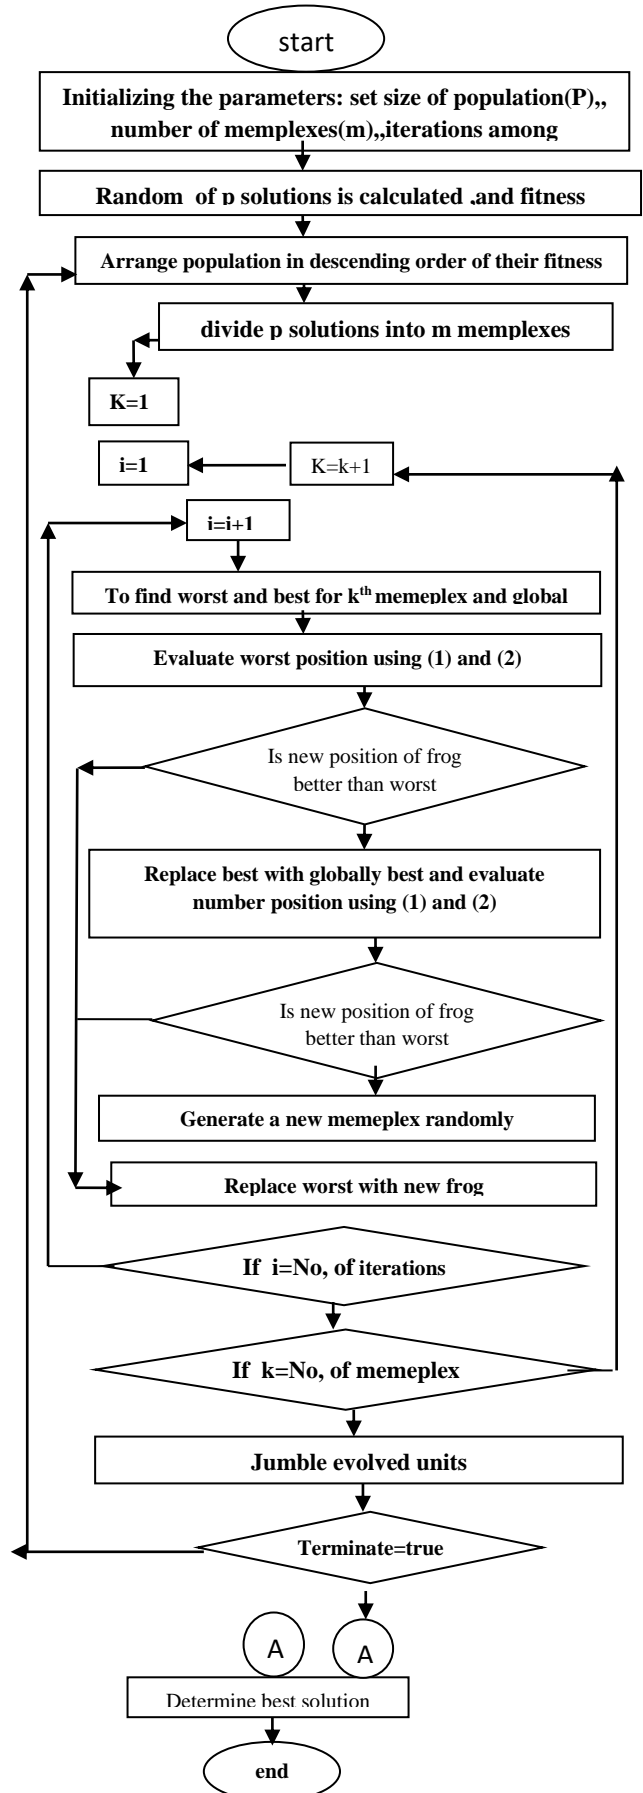 start
Initializing the parameters: set size of population(P),,
number of memplexes(m),,iterations among
Random of p solutions is calculated ,and fitness
Arrange population in descending order of their fitness
divide p solutions into m memplexes
K=1
i=1
K=k+1
i=i+1
To find worst and best for kth memeplex and global
Evaluate worst position using (1) and (2)
Is new position of frog
better than worst
Replace best with globally best and evaluate
number position using (1) and (2)
Is new position of frog
better than worst
Generate a new memeplex randomly
Replace worst with new frog
If i=No, of iterations
If k=No, of memeplex
Jumble evolved units
Terminate=true
A
A
Determine best solution
end